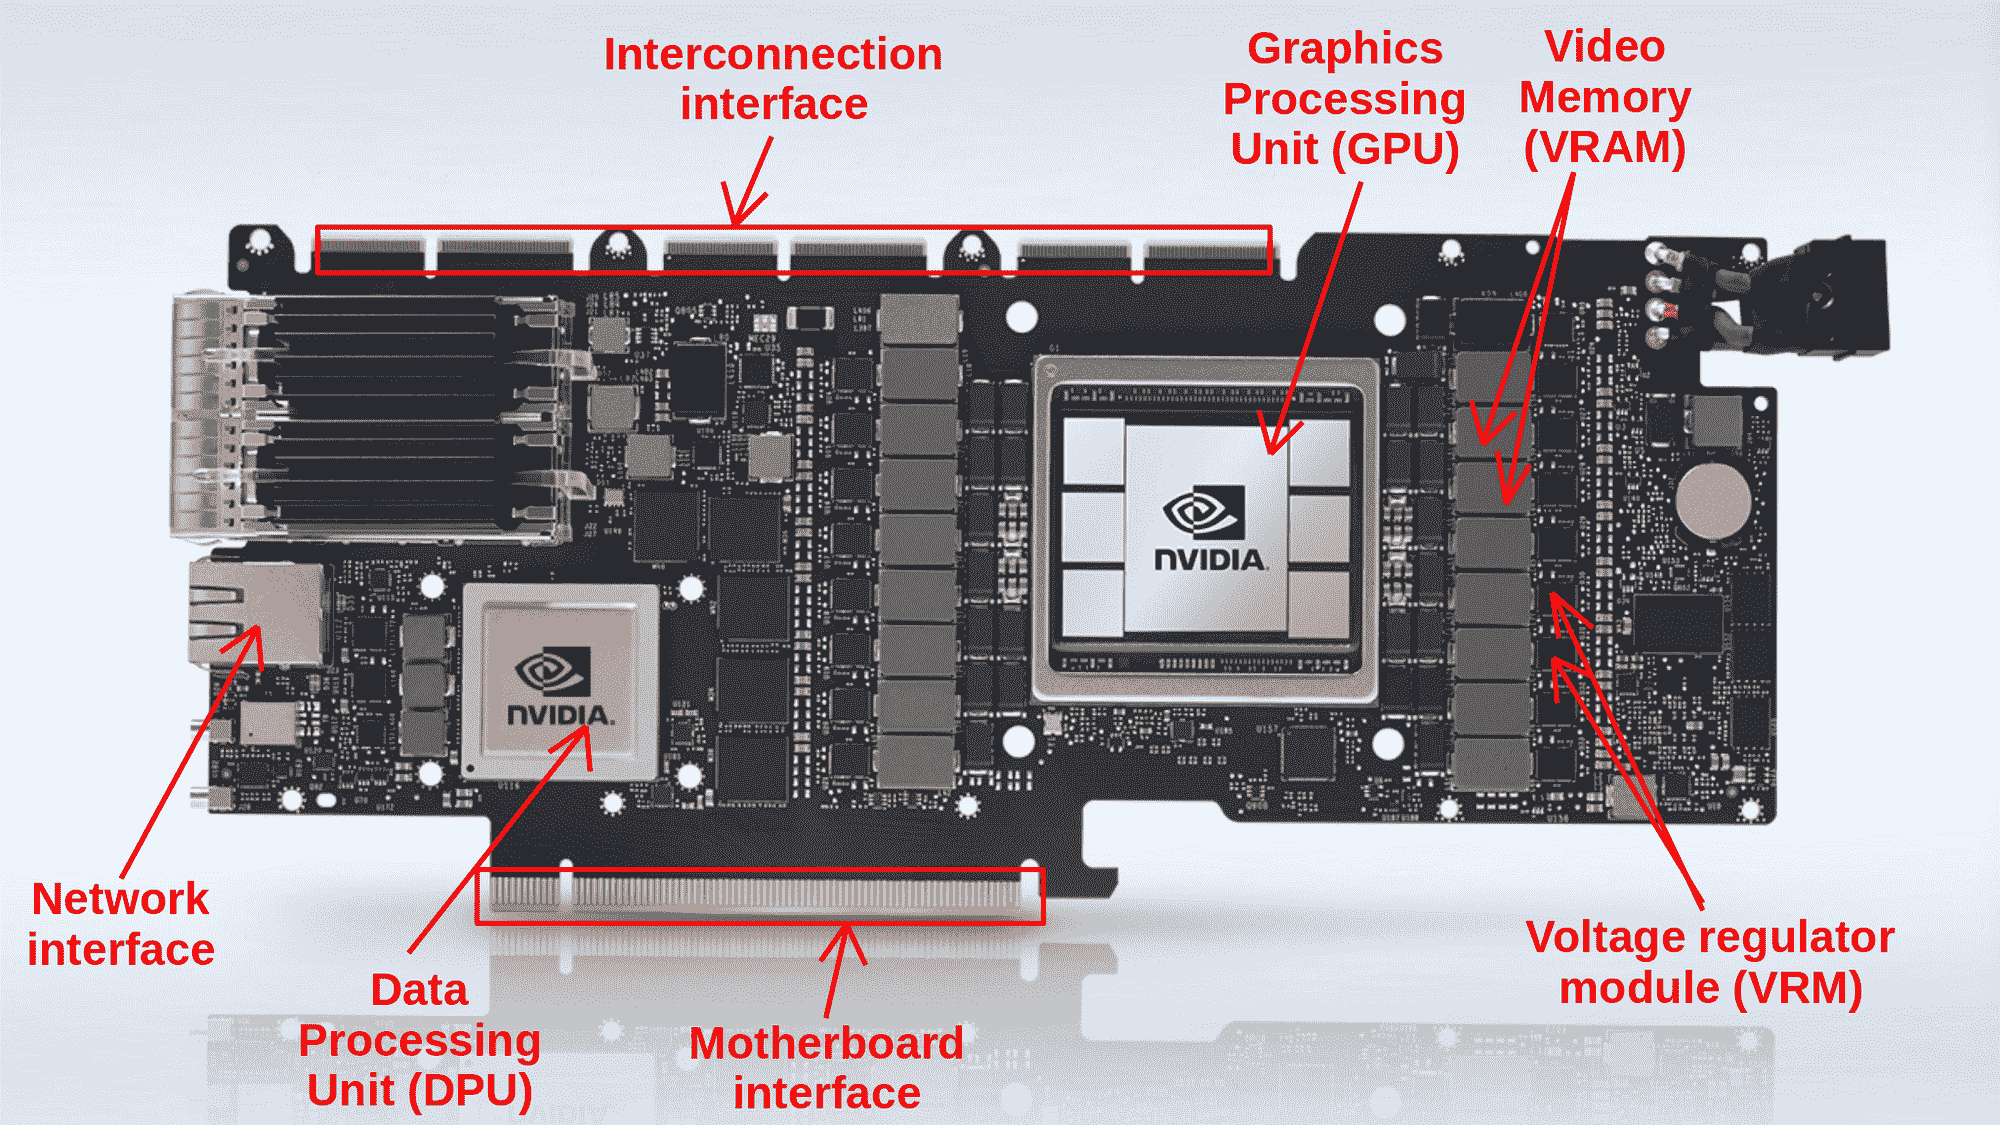 Interconnection
interface
Graphics
Processing
Unit (GPU)
Video
Memory
(VRAM)
NVIDIA
NVIDIA
Network
interface
Data
Processing
Unit (DPU)
Motherboard
interface
Voltage regulator
module (VRM)